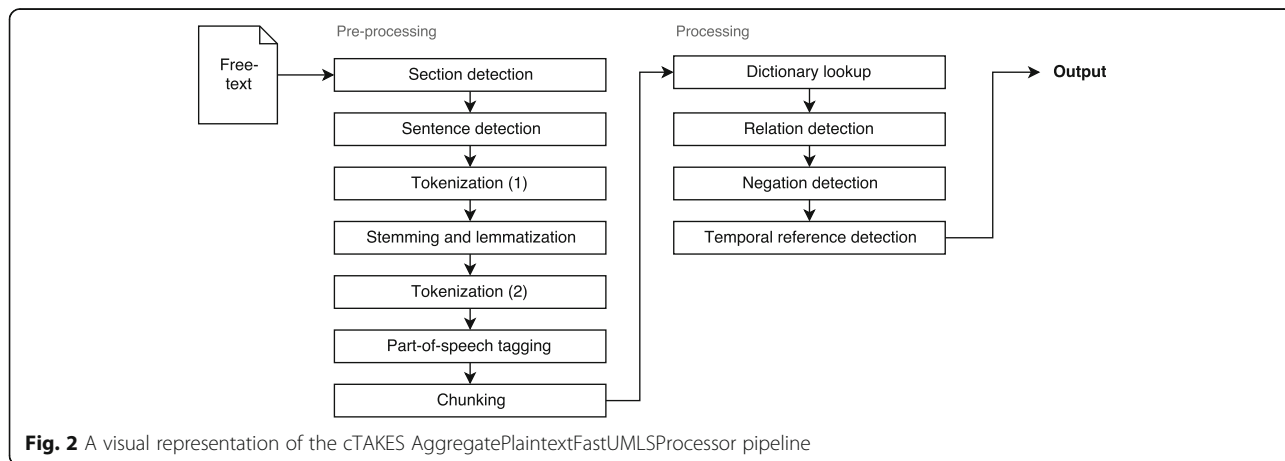 Free-
text
Pre-processing
Section detection
Sentence detection
Tokenization (1)
Stemming and lemmatization
Tokenization (2)
Part-of-speech tagging
Chunking
Processing
Dictionary lookup
Relation detection
Negation detection
Temporal reference detection
Output
Fig. 2 A visual representation of the cTAKES AggregatePlaintextFastUMLSProcessor pipeline